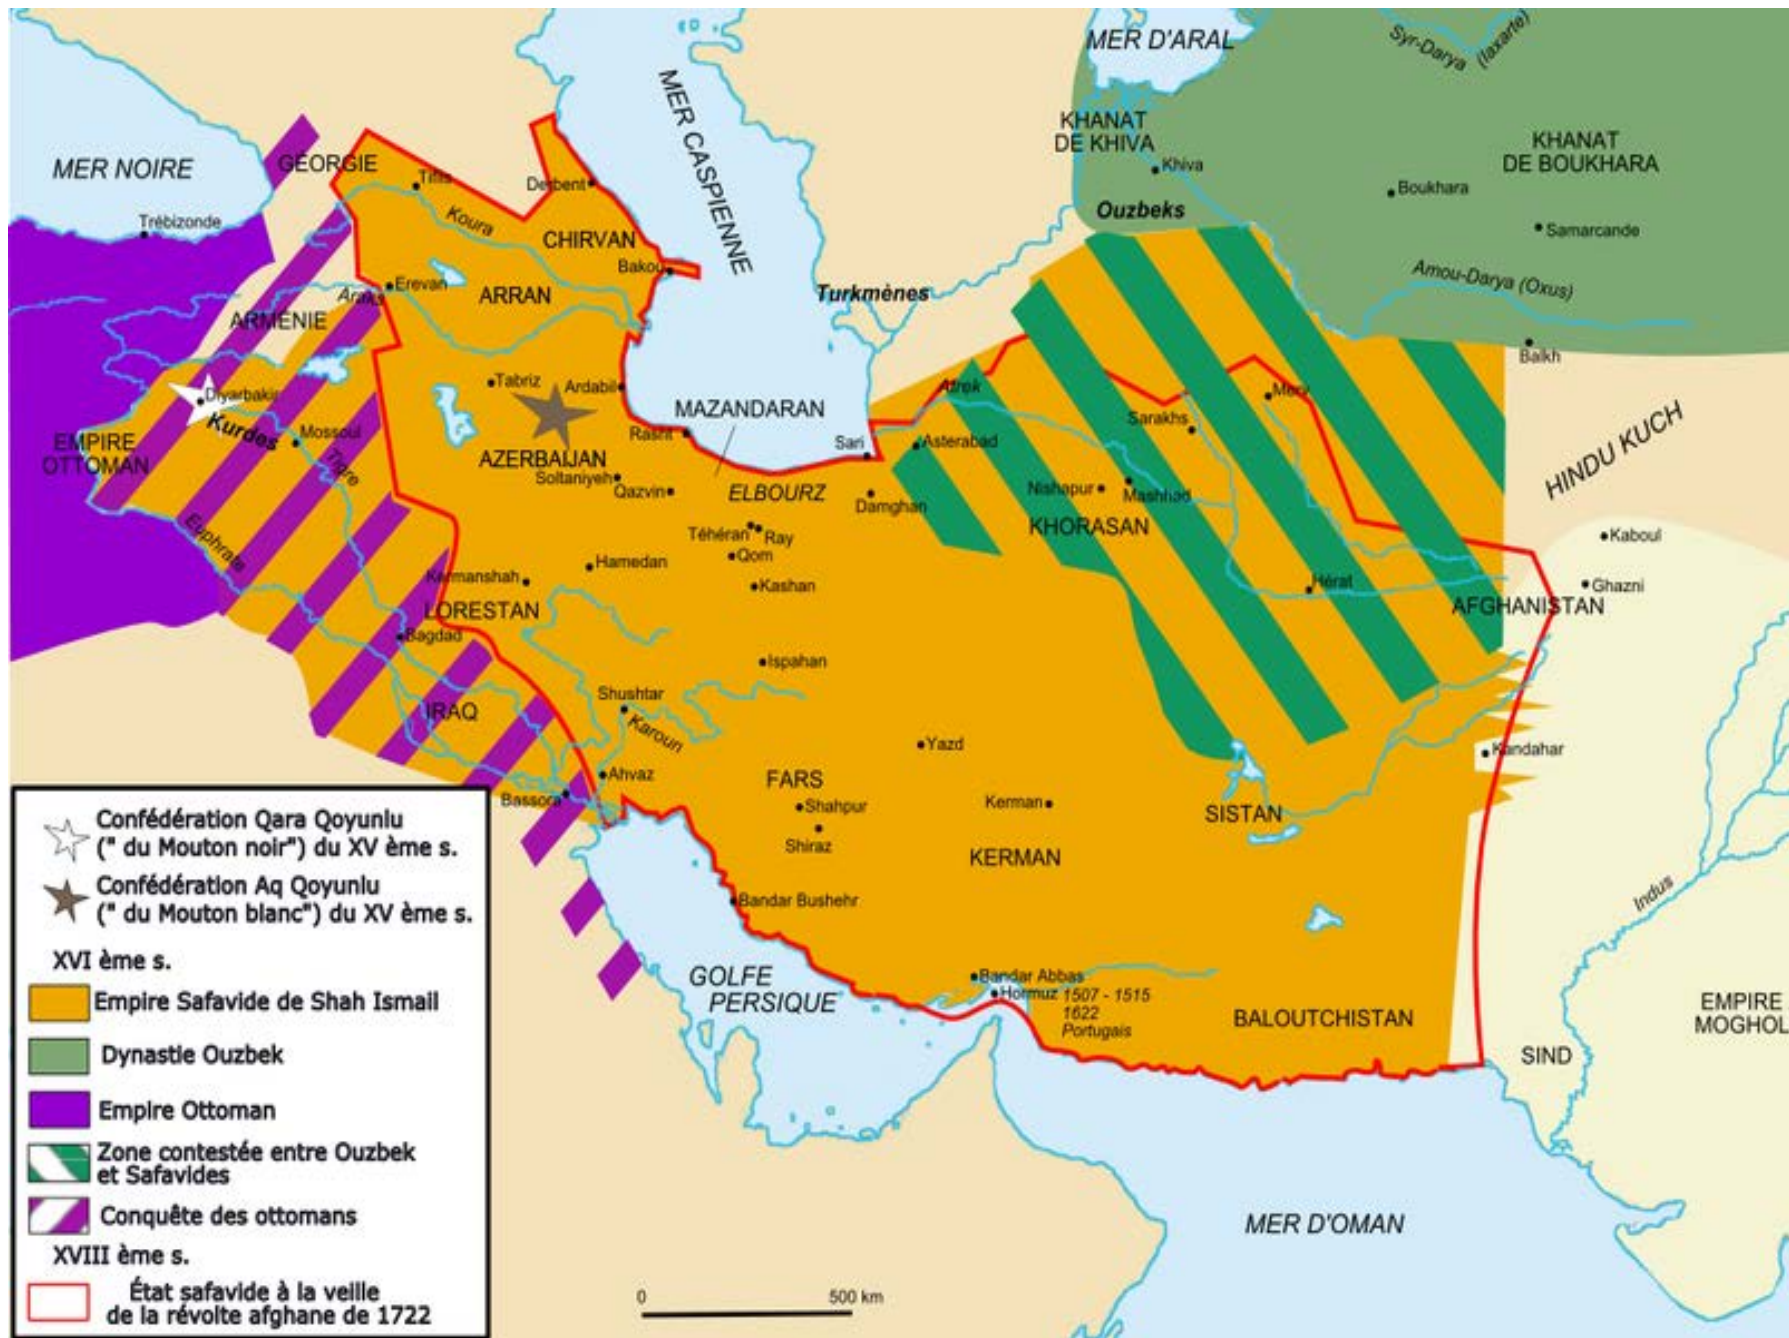 MER D'ARAL
Syr-Darya (Iaxarte)
MER CASPIENNE
KHANAT
DE KHIVA
Khiva
KHANAT
DE BOUKHARA
Boukhara
Samarcande
Ouzbeks
Amou-Darya (Oxus)
Balkh
MER NOIRE
GÉORGIE
Tiflis
Derbent
Koura
Trébizonde
CHIRVAN
Bakou
Erevan
Araks
ARRAN
ARMÉNIE
Turkmènes
Tabriz
Ardabil
MAZANDARAN
Atrek
Merv
Sarakhs
Diyarbakir
Kurdes
Mossoul
Tigre
EMPIRE
OTTOMAN
Rasht
Sari
Asterabad
AZERBAIJAN
Soltaniyeh
Qazvin
ELBOURZ
Damghan
Nishapur
Mashhad
KHORASAN
HINDU KUCH
Téhéran
Ray
Qom
Kaboul
Euphrate
Hamedan
Kermanshah
Kashan
Hérat
Ghazni
LORESTAN
AFGHANISTAN
Bagdad
Ispahan
Shushtar
IRAQ
Karoun
Yazd
Kandahar
Ahvaz
FARS
Bassora
Shahpur
Kerman
SISTAN
Shiraz
KERMAN
Bandar Bushehr
Indus
GOLFE
PERSIQUE
Bandar Abbas
Hormuz
1507 - 1515
1622
Portugais
BALOUTCHISTAN
EMPIRE
MOGHOL
SIND
MER D'OMAN
Confédération Qara Qoyunlu
(" du Mouton noir") du XV ème s.
Confédération Aq Qoyunlu
(" du Mouton blanc") du XV ème s.
XVI ème s.
Empire Safavide de Shah Ismail
Dynastie Ouzbek
Empire Ottoman
Zone contestée entre Ouzbek
et Safavides
Conquête des ottomans
XVIII ème s.
État safavide à la veille
de la révolte afghane de 1722
0 500 km